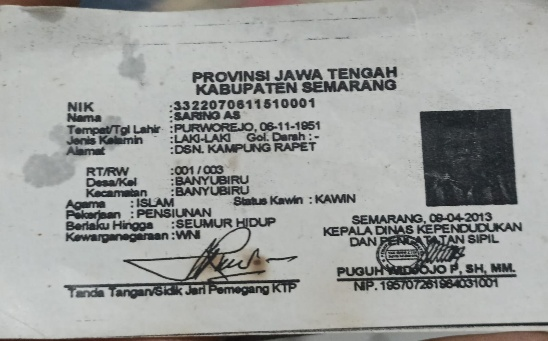 PROVINSI JAWA TENGAH
KABUPATEN SEMARANG
NIK :3322070611510001
Nama :SARING AS
Tempat/Tgl Lahir :PURWOREJO, 06-11-1951
Jenis Kelamin :LAKI-LAKI Gol. Darah :-
Alamat :DSN. KAMPUNG RAPET
RT/RW :001 / 003
Desa/Kel :BANYUBIRU
Kecamatan :BANYUBIRU
Agama : ISLAM Status Kawin : KAWIN
Pekerjaan : PENSIUNAN
Berlaku Hingga : SEUMUR HIDUP
Kewarganegaraan :WNI
SEMARANG, 09-04-2013
KEPALA DINAS KEPENDUDUKAN
DAN PENCATATAN SIPIL
PUGUH WIDJOJO P, SH, MM.
NIP. 195707261984031001
Tanda Tangan/Sidik Jari Pemegang KTP